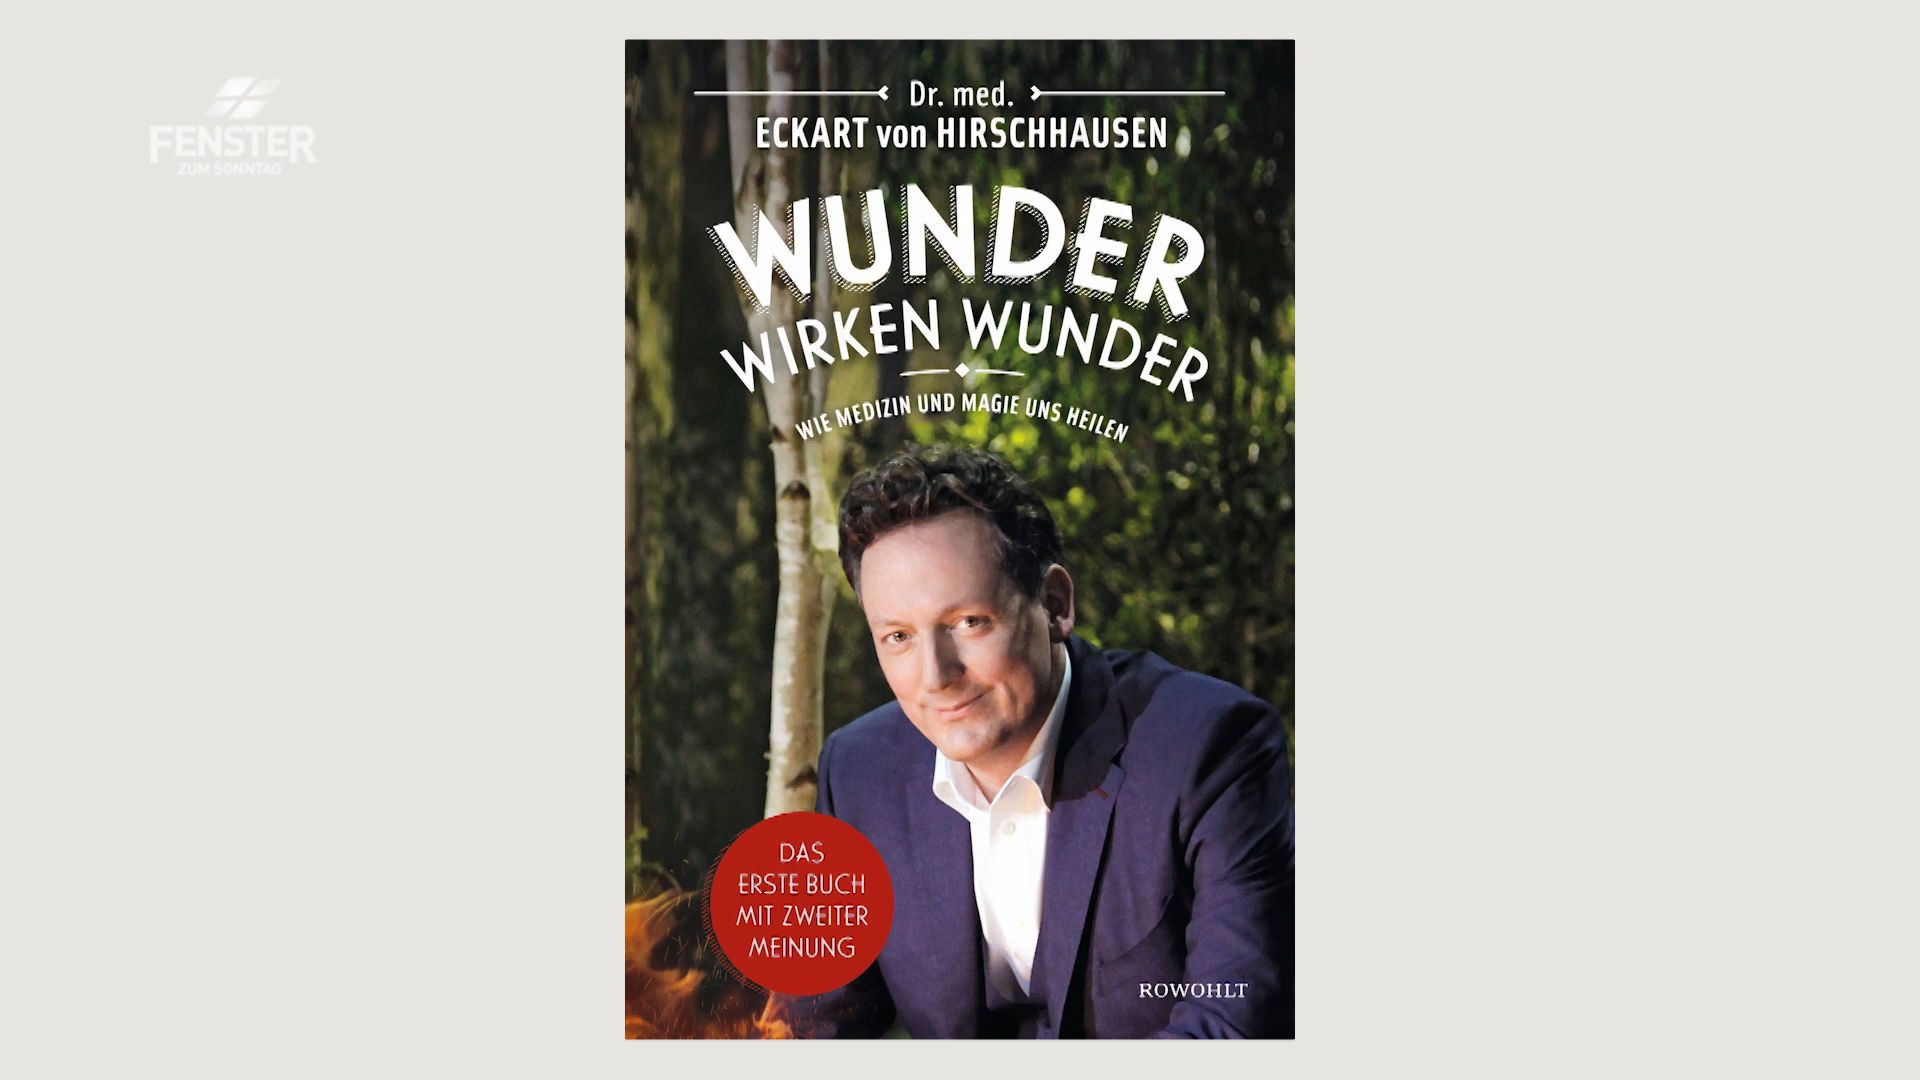 FENSTER
ZUM SONNTAG
Dr. med.
ECKART von HIRSCHHAUSEN
WUNDER
WIRKEN WUNDER
WIE MEDIZIN UND MAGIE UNS HEILEN
DAS
ERSTE BUCH
MIT ZWEITER
MEINUNG
ROWOHLT